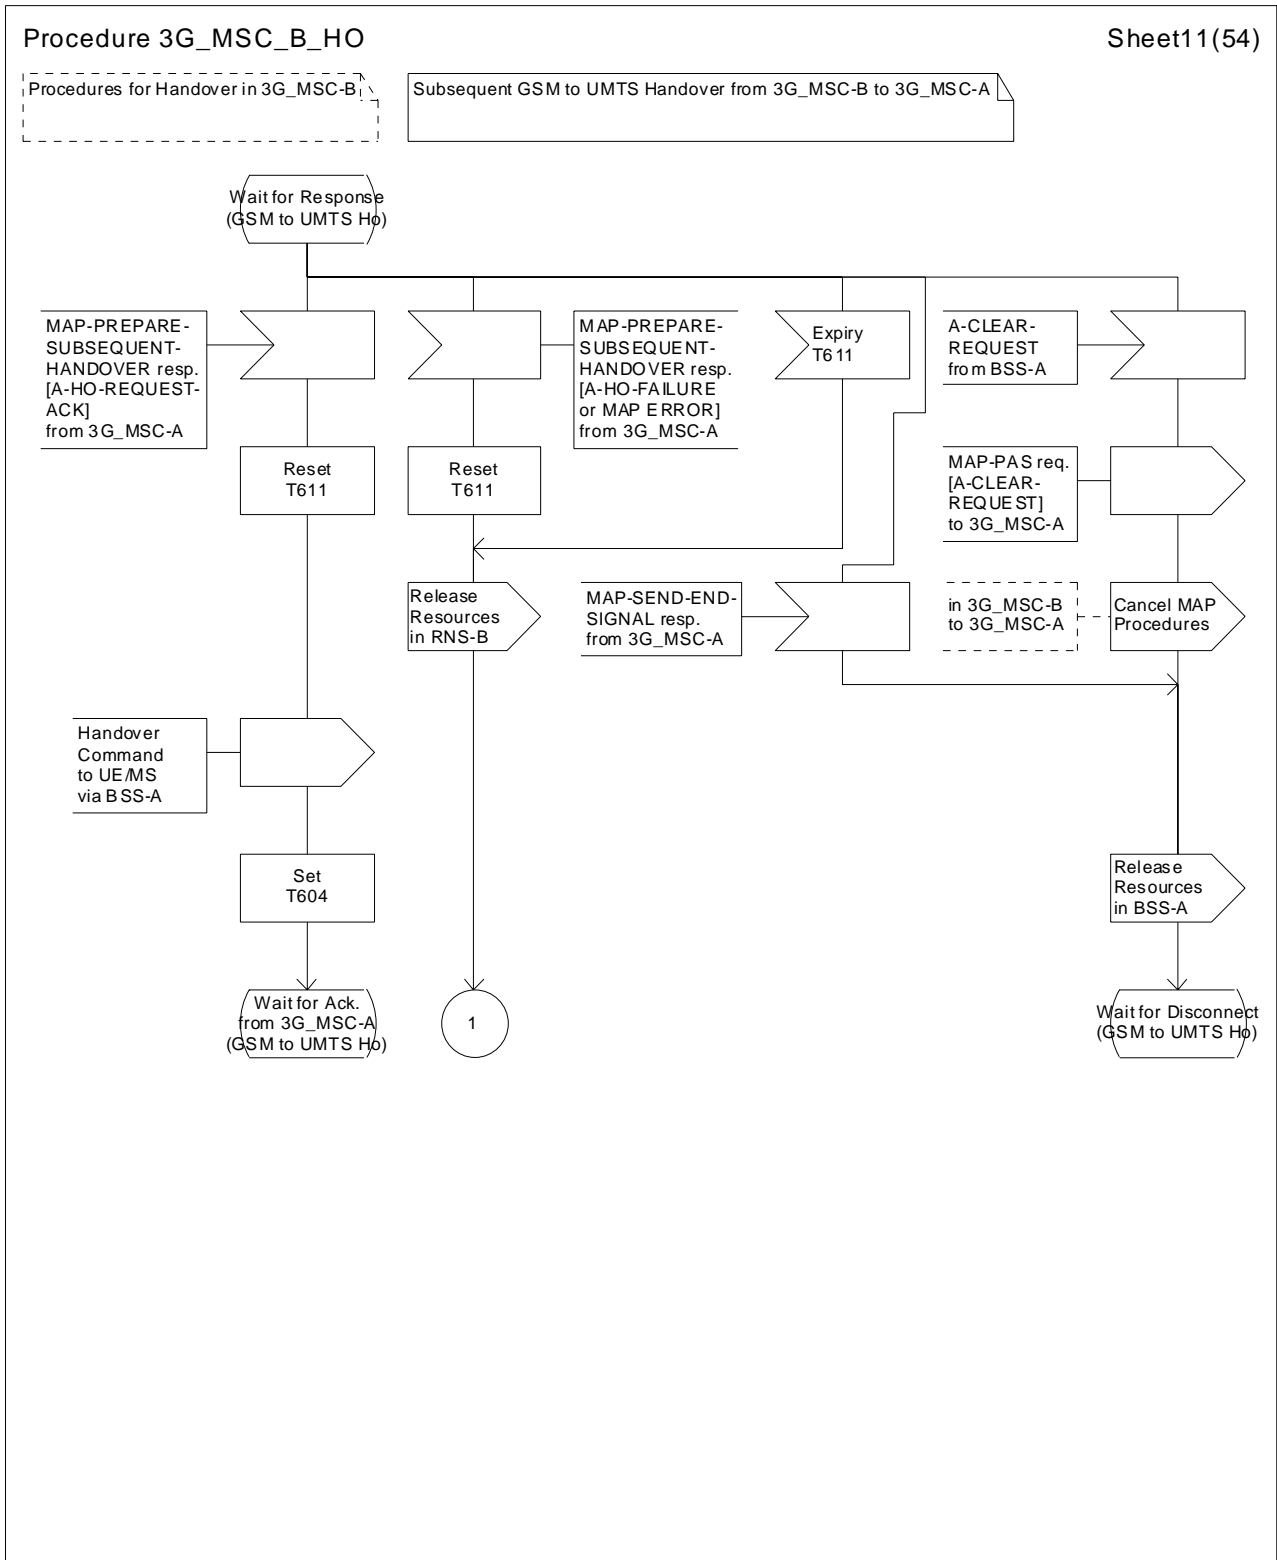 Procedure 3G_MSC_B_HO
Sheet11(54)
Procedures for Handover in 3G_MSC-B
Subsequent GSM to UMTS Handover from 3G_MSC-B to 3G_MSC-A
Wait for Response
(GSM to UMTS Ho)
MAP-PREPARE-
SUBSEQUENT-
HANDOVER resp.
[A-HO-REQUEST-
ACK]
from 3G_MSC-A
MAP-PREPARE-
SUBSEQUENT-
HANDOVER resp.
[A-HO-FAILURE
or MAP ERROR]
from 3G_MSC-A
Expiry
T611
A-CLEAR-
REQUEST
from BSS-A
Reset
T611
Reset
T611
MAP-PAS req.
[A-CLEAR-
REQUEST]
to 3G_MSC-A
Release
Resources
in RNS-B
MAP-SEND-END-
SIGNAL resp.
from 3G_MSC-A
in 3G_MSC-B
to 3G_MSC-A
Cancel MAP
Procedures
Handover
Command
to UE/MS
via BSS-A
Set
T604
Release
Resources
in BSS-A
Wait for Ack.
from 3G_MSC-A
(GSM to UMTS Ho)
1
Wait for Disconnect
(GSM to UMTS Ho)